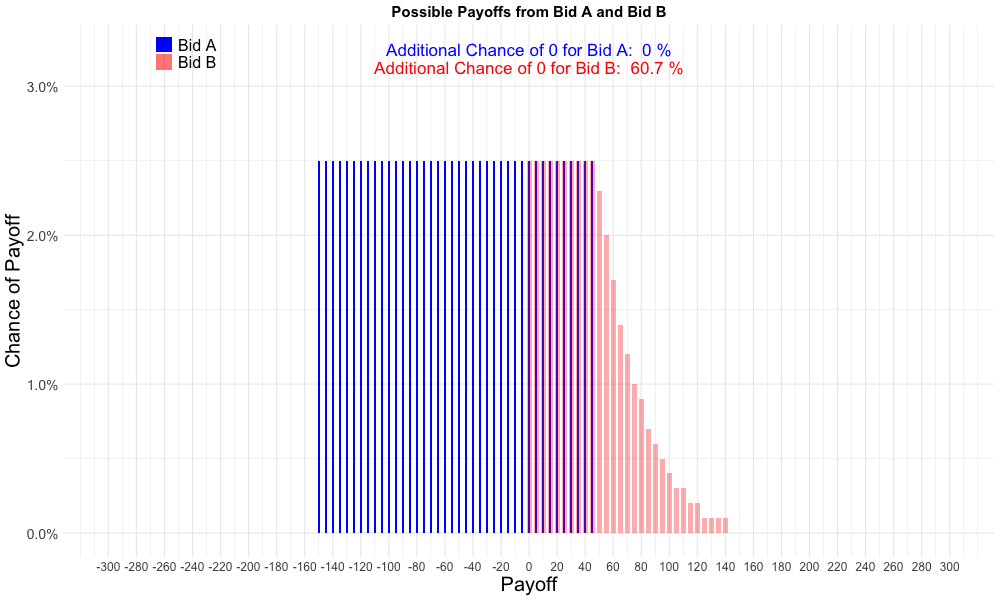 Possible Payoffs from Bid A and Bid B
Bid A
Bid B
Additional Chance of 0 for Bid A:  0 %
Additional Chance of 0 for Bid B:  60.7 %
3.0%
2.0%
1.0%
0.0%
Chance of Payoff
-300 -280 -260 -240 -220 -200 -180 -160 -140 -120 -100 -80 -60 -40 -20 0 20 40 60 80 100 120 140 160 180 200 220 240 260 280 300
Payoff